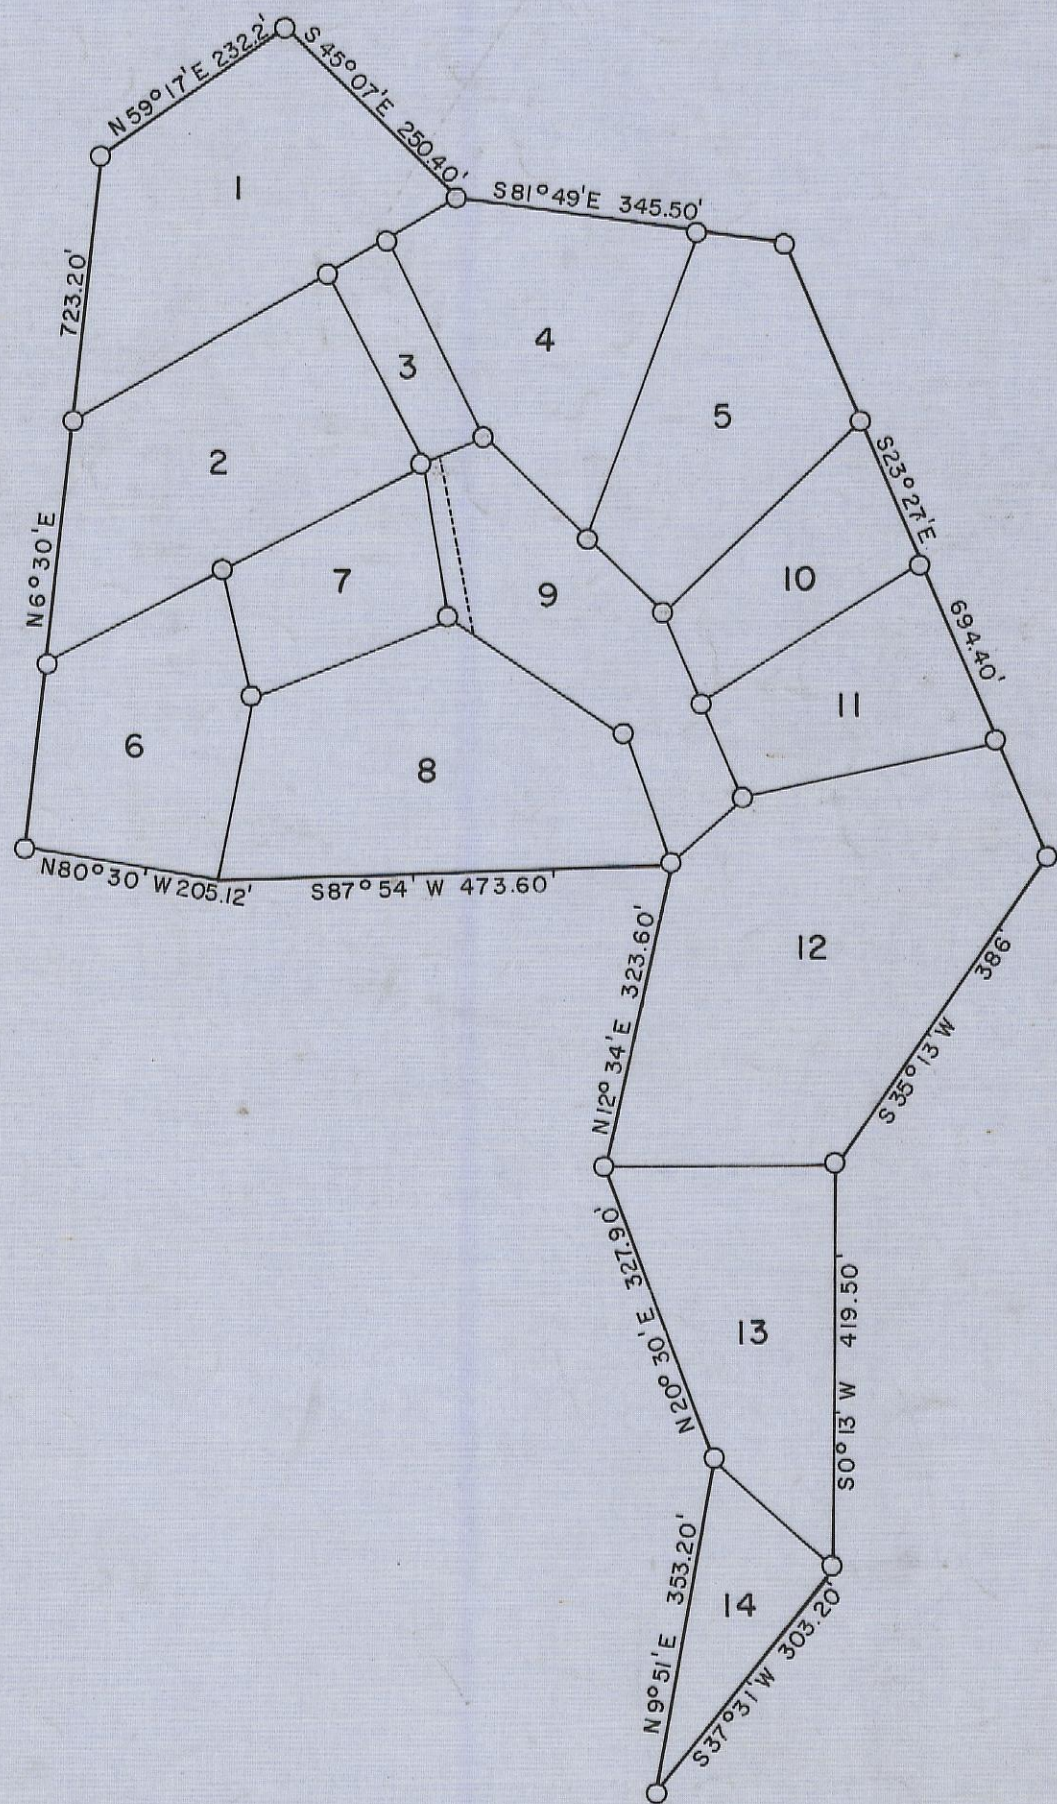 N 59° 17' E 232.2'
S 45° 07' E 250.40'
1
S 81° 49' E 345.50'
723.20'
4
3
5
2
S 23° 27' E
N 6° 30' E
7
10
9
694.40'
11
6
8
N 80° 30' W 205.12'
S 87° 54' W 473.60'
12
323.60'
N 12° 34' E
386'
S 35° 13' W
327.90'
N 20° 30' E
13
419.50'
S 0° 13' W
353.20'
N 9° 51' E
14
S 37° 31' W 303.20'